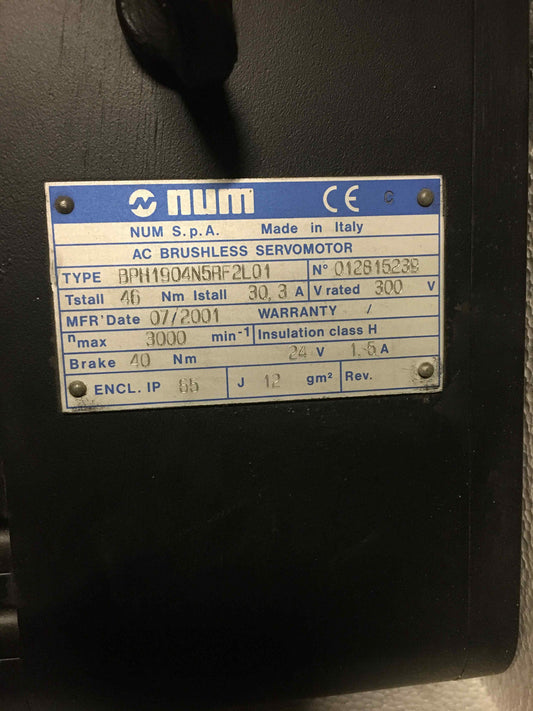 num CE C
NUM S.p.A. Made in Italy
AC BRUSHLESS SERVOMOTOR
TYPE BPH1904N5RF2L01 N° 012815239
Tstall 46 Nm Istall 30,3 A V rated 300 V
MFR'Date 07/2001 WARRANTY /
nmax 3000 min-1 Insulation class H
Brake 40 Nm 24 V 1,5 A
ENCL. IP 65 J 12 gm² Rev.